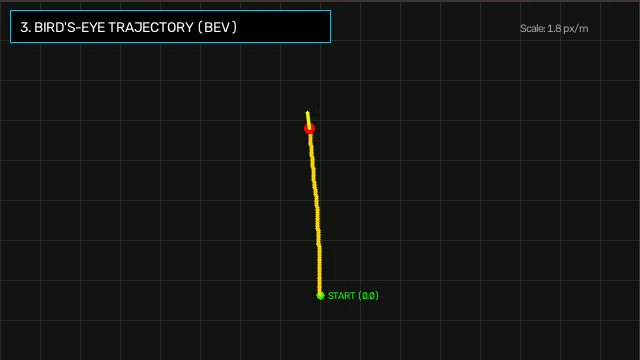 3. BIRD'S-EYE TRAJECTORY (BEV)
Scale: 1.8 px/m
START (0,0)